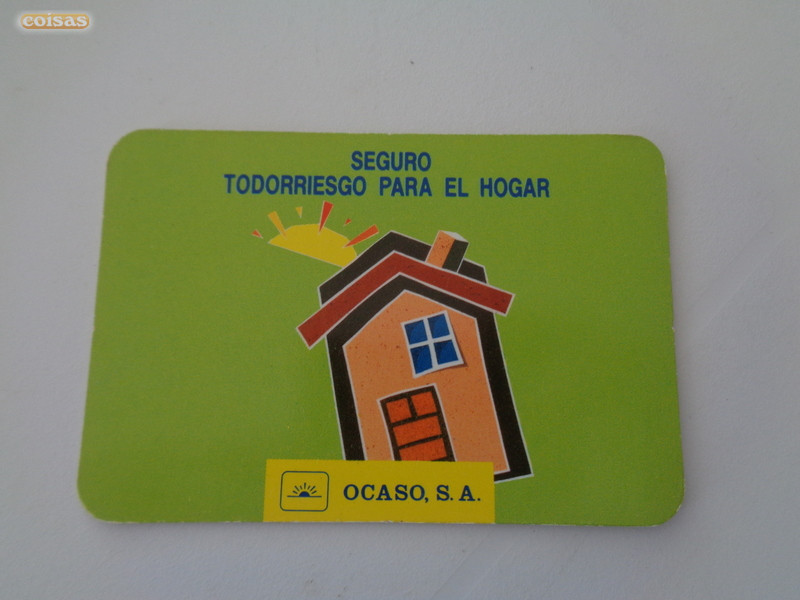 coisas
SEGURO
TODORRIESGO PARA EL HOGAR
OCASO, S.A.